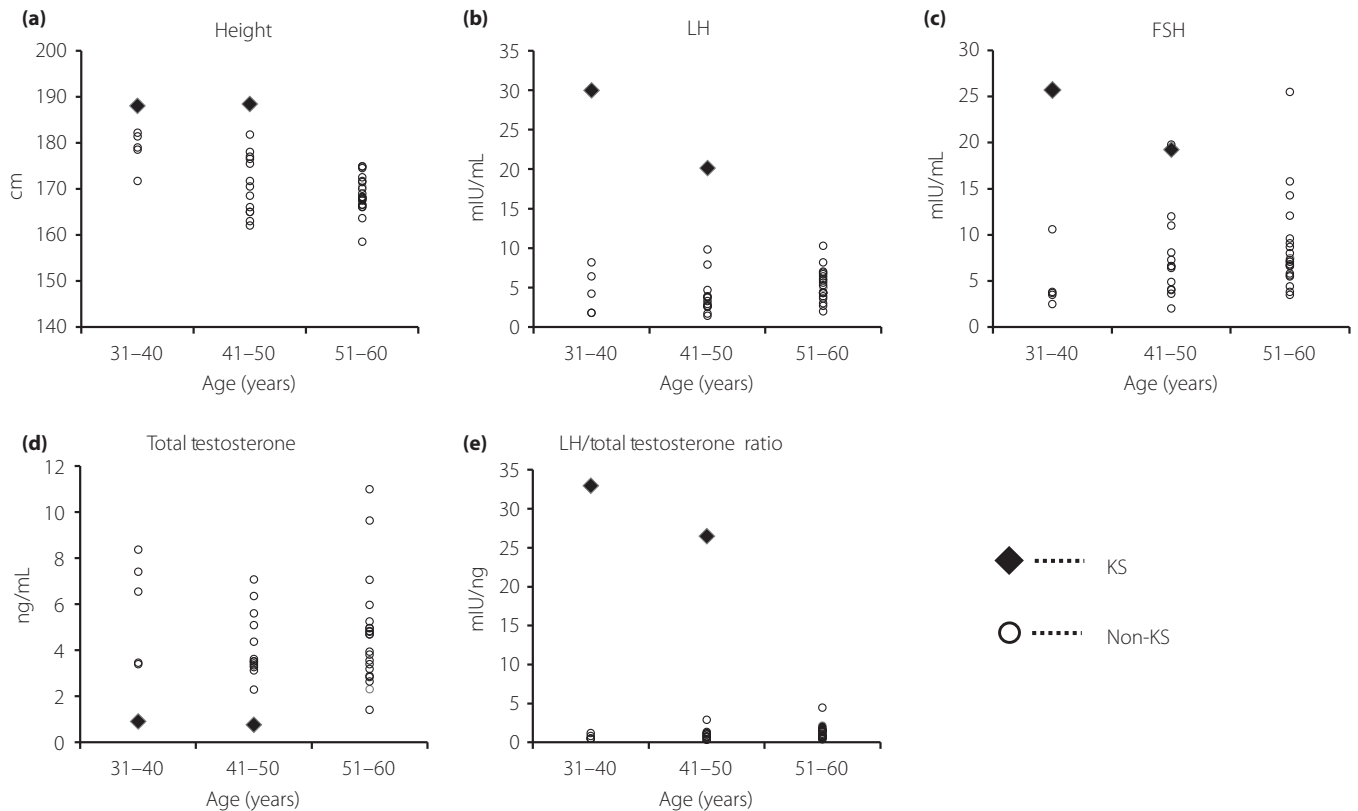 (a)
Height
200
190
180
170
160
150
140
cm
31–40 41–50 51–60
Age (years)
(b)
LH
35
30
25
20
15
10
5
0
mIU/mL
31–40 41–50 51–60
Age (years)
(c)
FSH
30
25
20
15
10
5
0
mIU/mL
31–40 41–50 51–60
Age (years)
(d)
Total testosterone
12
10
8
6
4
2
0
ng/mL
31–40 41–50 51–60
Age (years)
(e)
LH/total testosterone ratio
35
30
25
20
15
10
5
0
mIU/ng
31–40 41–50 51–60
Age (years)
KS
Non-KS